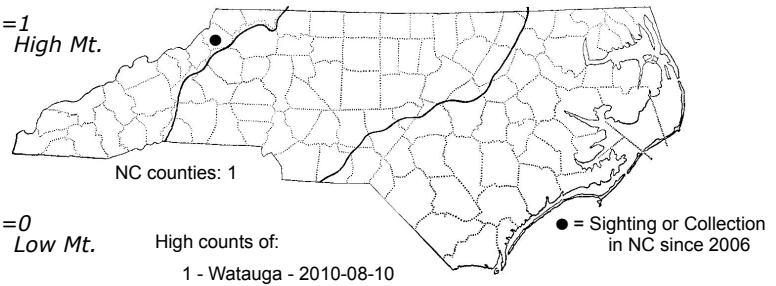 =1
High Mt.
NC counties: 1
=0
Low Mt.
High counts of:
1 - Watauga - 2010-08-10
● = Sighting or Collection
in NC since 2006